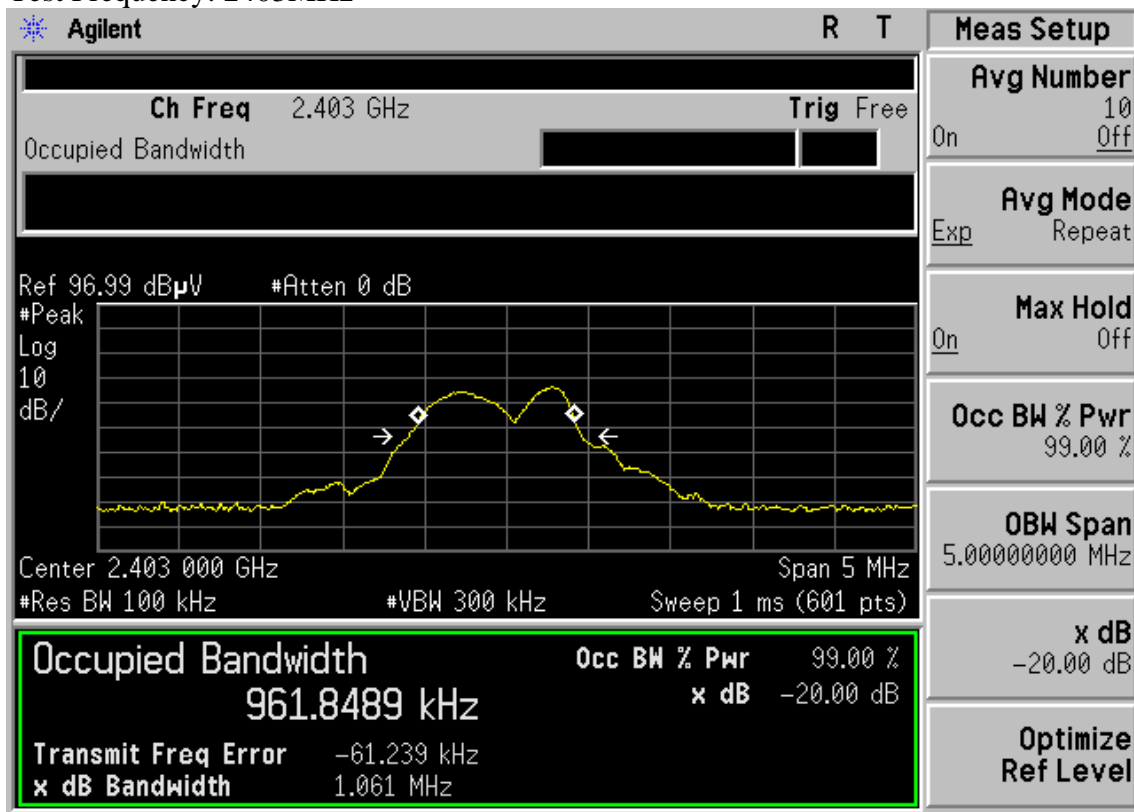 Agilent R T Meas Setup
Avg Number
10
On Off
Ch Freq 2.403 GHz Trig Free
Occupied Bandwidth
Avg Mode
Exp Repeat
Ref 96.99 dBµV #Atten 0 dB
#Peak
Log
10
dB/
Max Hold
On Off
Occ BW % Pwr
99.00 %
OBW Span
5.00000000 MHz
Center 2.403 000 GHz Span 5 MHz
#Res BW 100 kHz #VBW 300 kHz Sweep 1 ms (601 pts)
x dB
-20.00 dB
Occupied Bandwidth Occ BW % Pwr 99.00 %
961.8489 kHz x dB -20.00 dB
Transmit Freq Error -61.239 kHz
x dB Bandwidth 1.061 MHz
Optimize
Ref Level